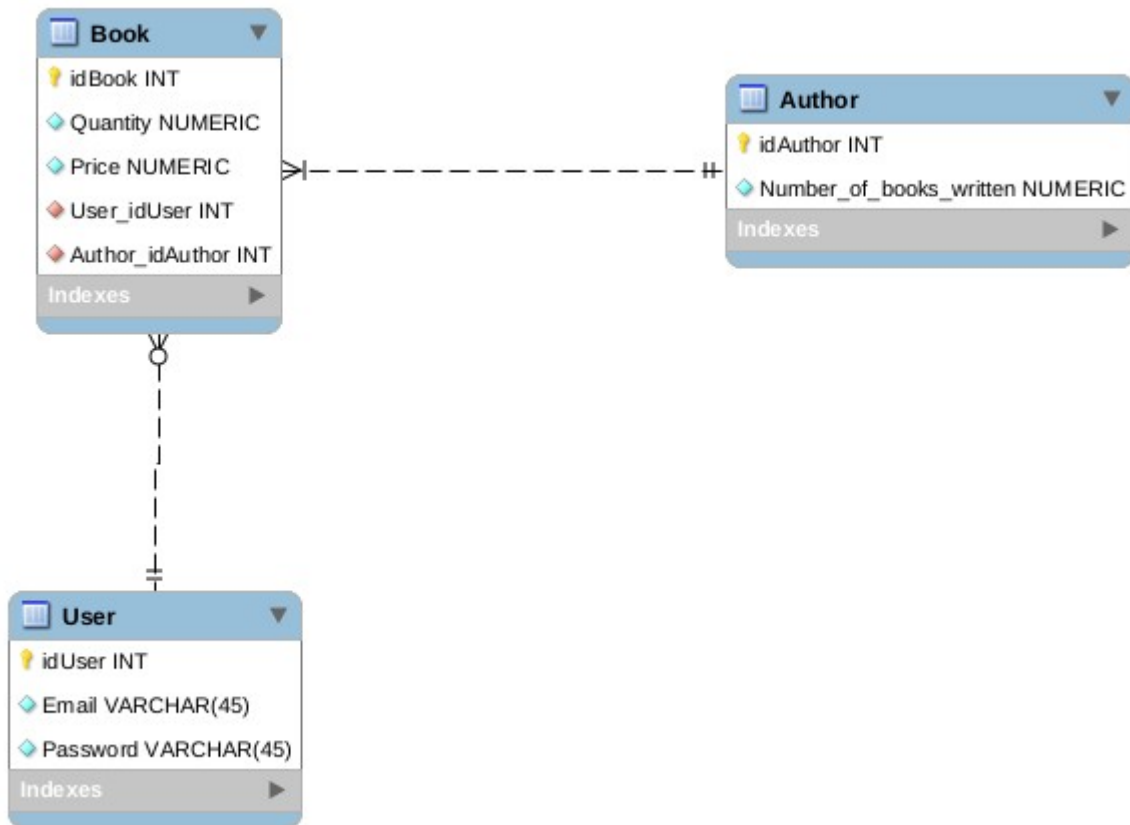 Book
idBook INT
Quantity NUMERIC
Price NUMERIC
User_idUser INT
Author_idAuthor INT
Indexes
Author
idAuthor INT
Number_of_books_written NUMERIC
Indexes
User
idUser INT
Email VARCHAR(45)
Password VARCHAR(45)
Indexes